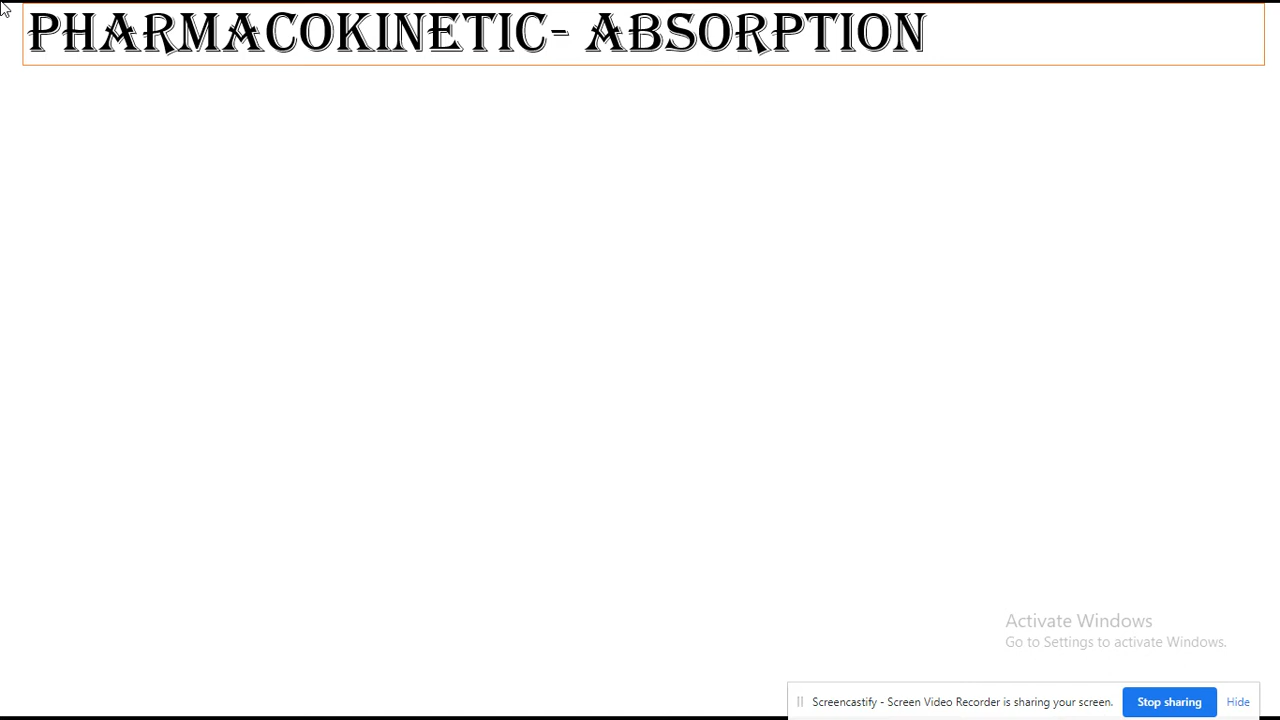 PHARMACOKINETIC- ABSORPTION
Activate Windows
Go to Settings to activate Windows.
Screencastify - Screen Video Recorder is sharing your screen. Stop sharing Hide